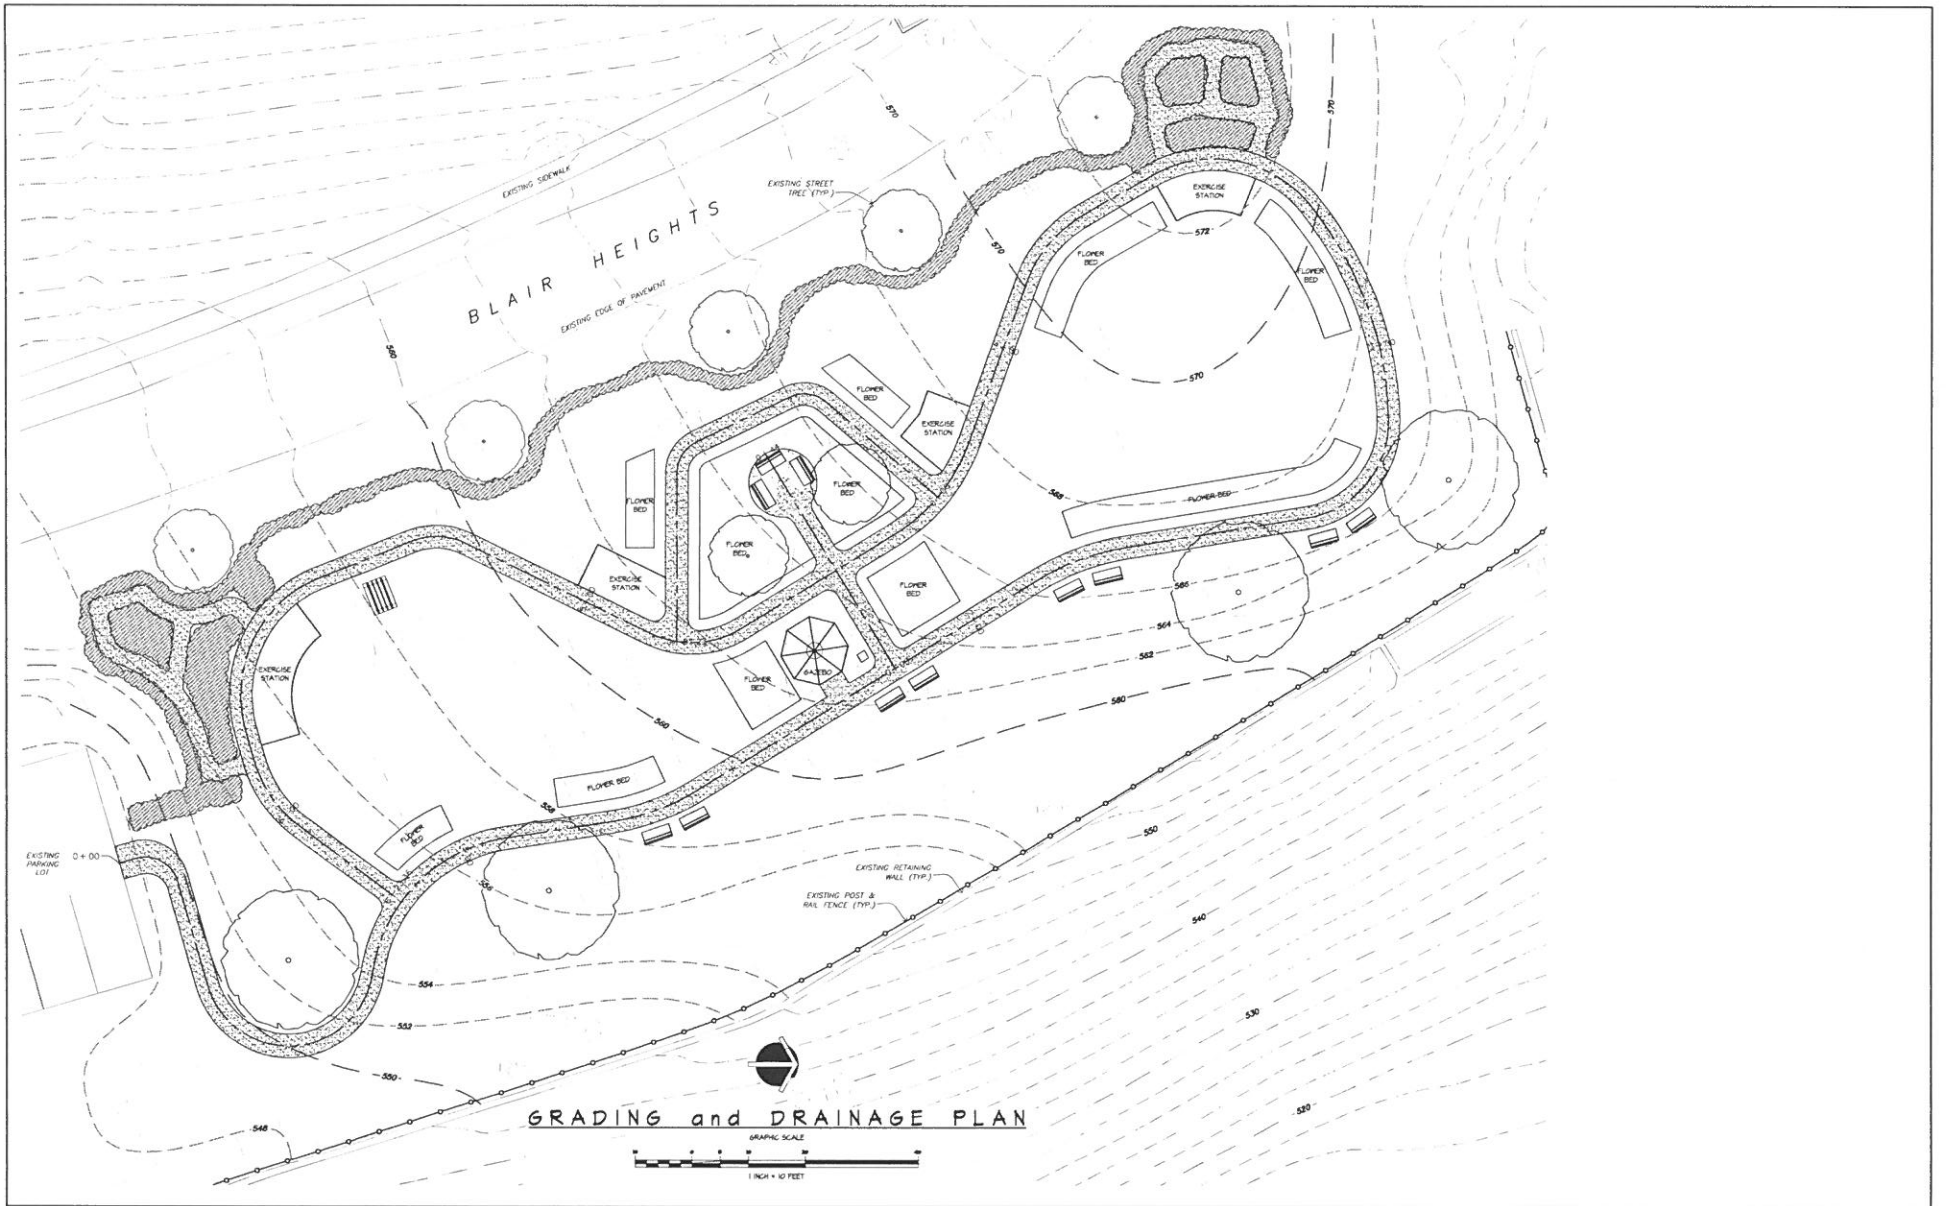 570
570
EXISTING SIDEWALK
EXISTING STREET
TREE (TYP.)
EXERCISE
STATION
BLAIR HEIGHTS
572
570
FLOWER
BED
FLOWER
BED
EXISTING EDGE OF PAVEMENT
560
570
FLOWER
BED
EXERCISE
STATION
FLOWER
BED
568
FLOWER BED
FLOWER
BED
FLOWER
BED
EXERCISE
STATION
FLOWER
BED
566
564
562
560
EXERCISE
STATION
GAZEBO
FLOWER
BED
560
FLOWER BED
558
FLOWER
BED
550
EXISTING
PARKING
LOT
0+00
556
EXISTING RETAINING
WALL (TYP.)
EXISTING POST &
RAIL FENCE (TYP.)
540
554
530
552
550
520
548
GRADING and DRAINAGE PLAN
GRAPHIC SCALE
1 INCH = 10 FEET